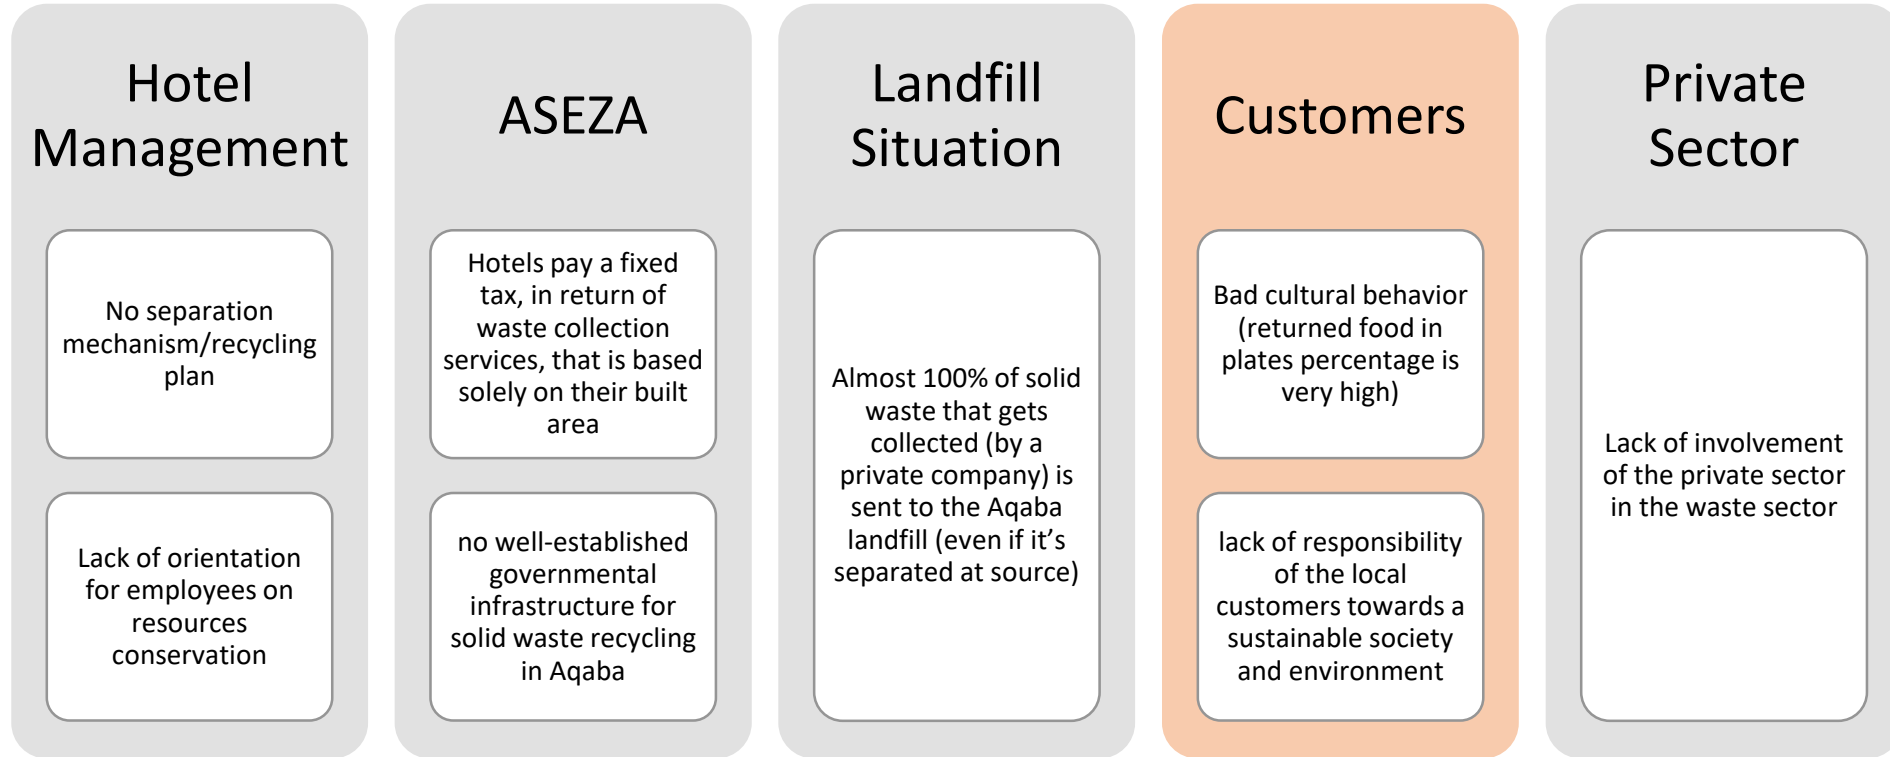 Hotel
Management
No separation
mechanism/recycling
plan
Lack of orientation
for employees on
resources
conservation
ASEZA
Hotels pay a fixed
tax, in return of
waste collection
services, that is based
solely on their built
area
no well-established
governmental
infrastructure for
solid waste recycling
in Aqaba
Landfill
Situation
Almost 100% of solid
waste that gets
collected (by a
private company) is
sent to the Aqaba
landfill (even if it’s
separated at source)
Customers
Bad cultural behavior
(returned food in
plates percentage is
very high)
lack of responsibility
of the local
customers towards a
sustainable society
and environment
Private
Sector
Lack of involvement
of the private sector
in the waste sector